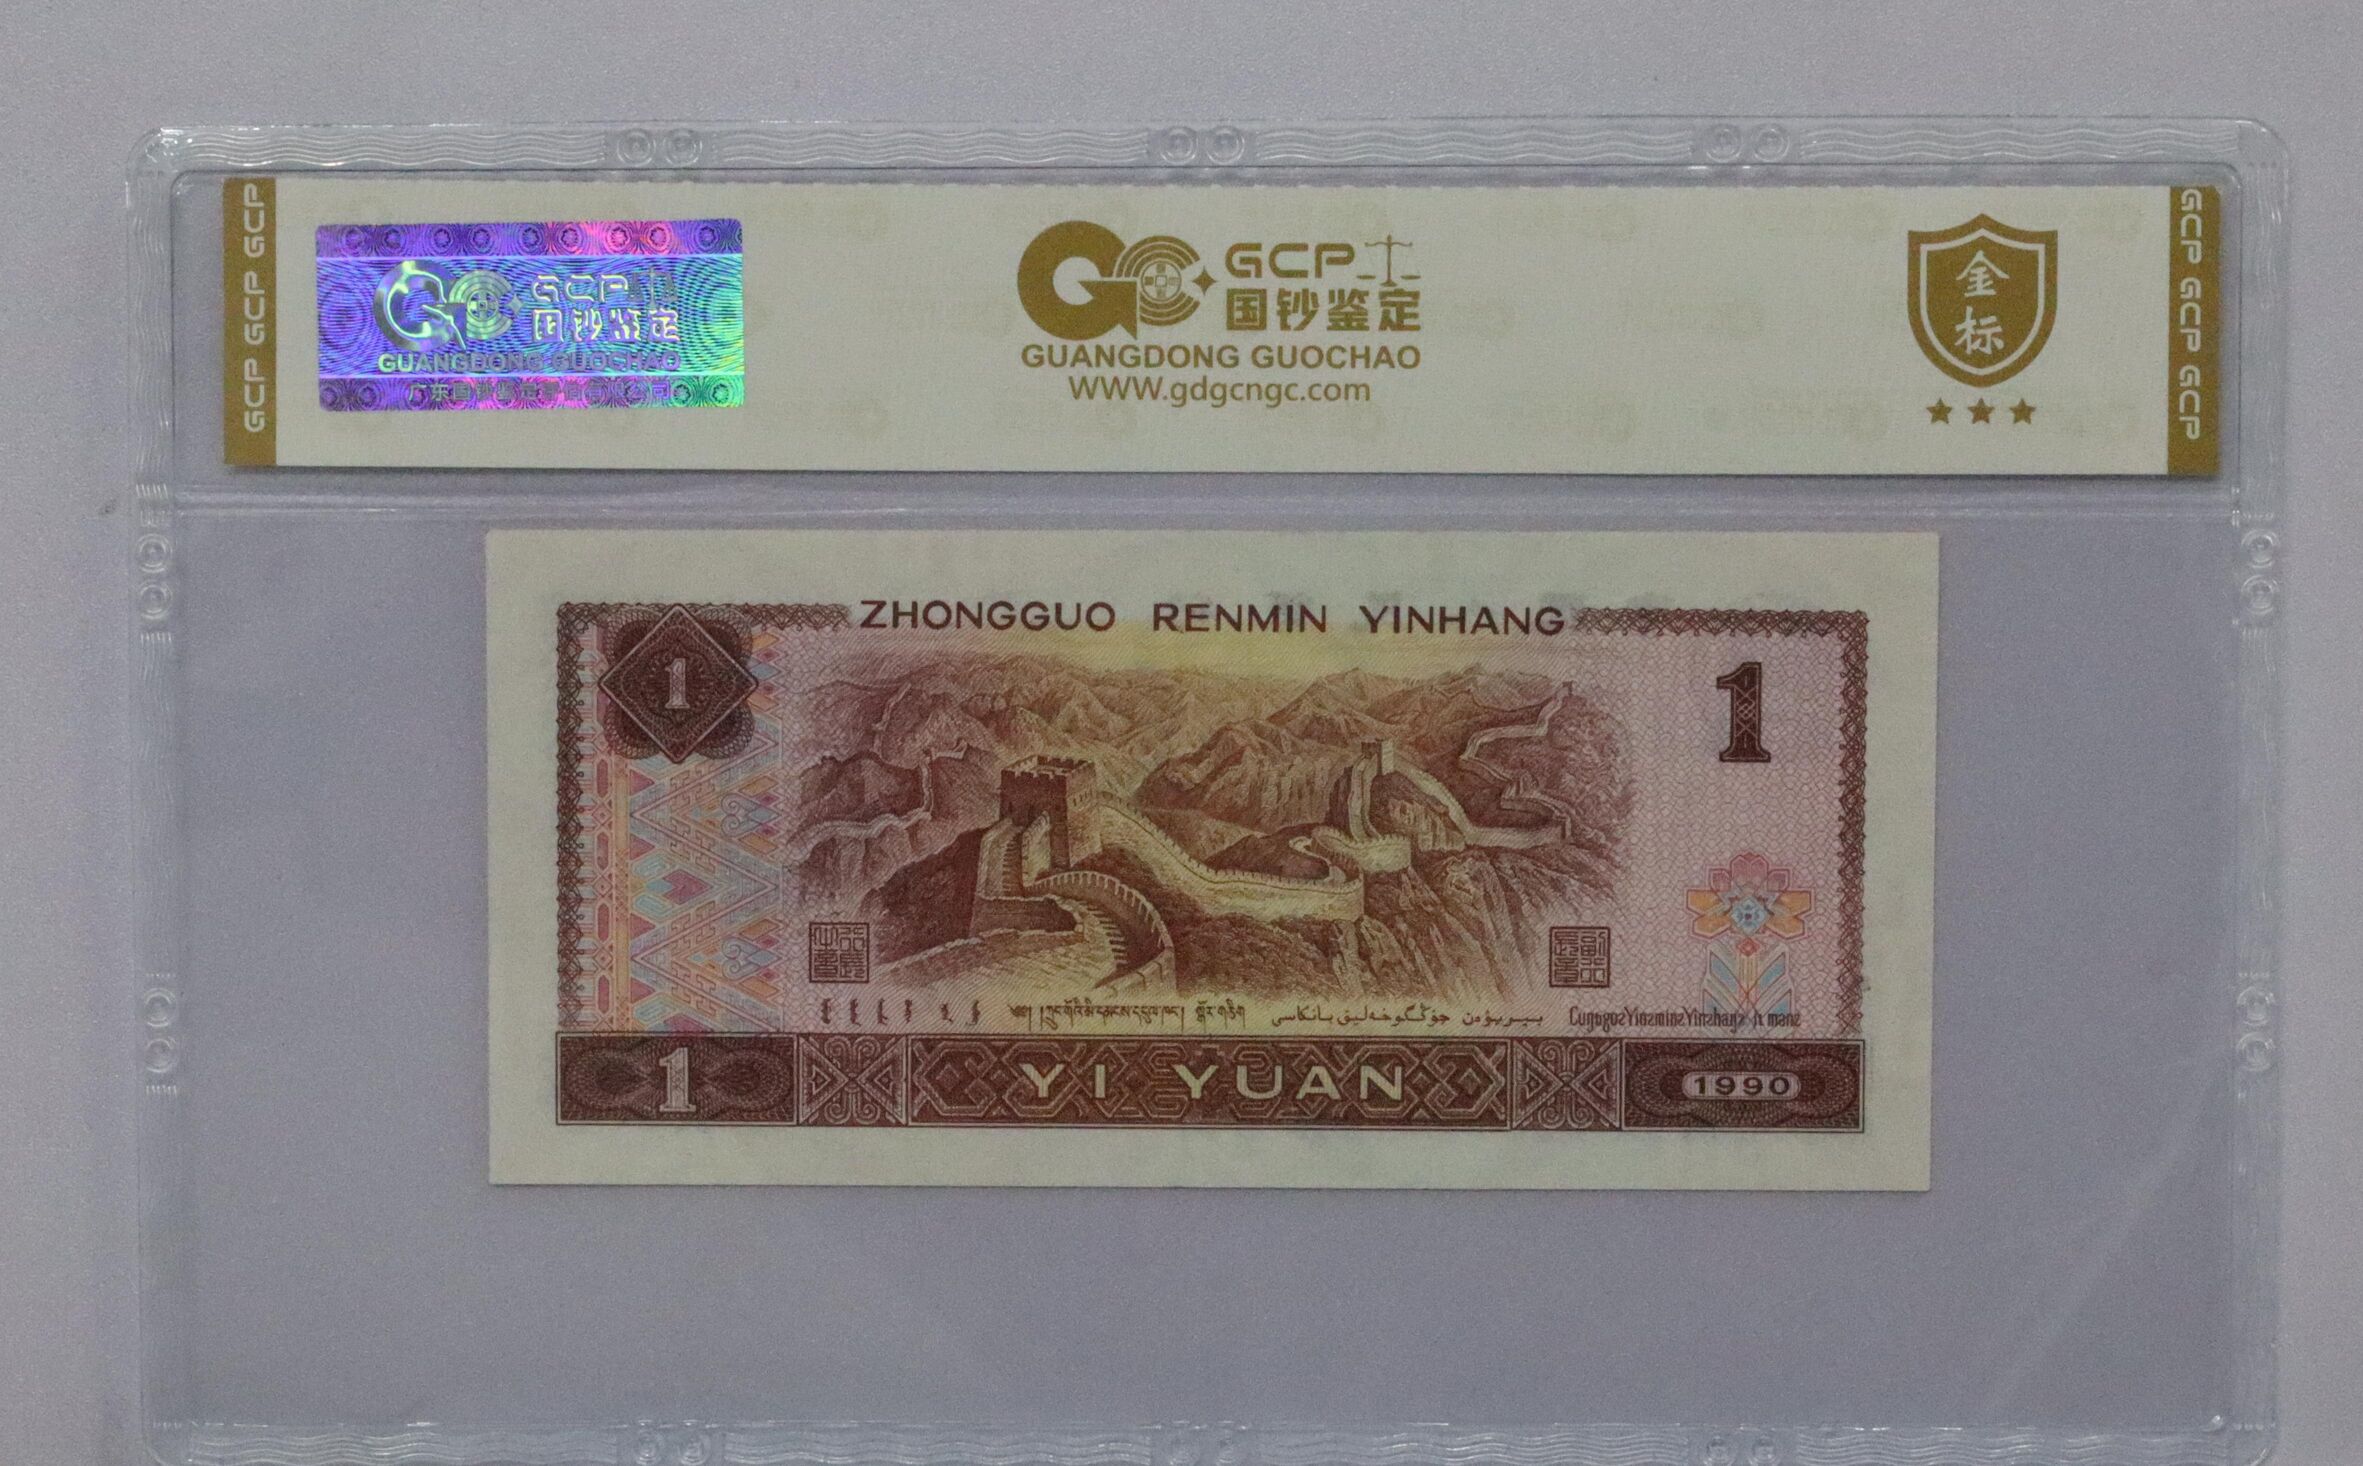 GCP GCP GCP
GCP
国钞鉴定
GUANGDONG GUOCHAO
GCP
国钞鉴定
GUANGDONG GUOCHAO
WWW.gdgcngc.com
金
标
GCP GCP GCP
ZHONGGUO RENMIN YINHANG
1
1
1
YI YUAN
1990